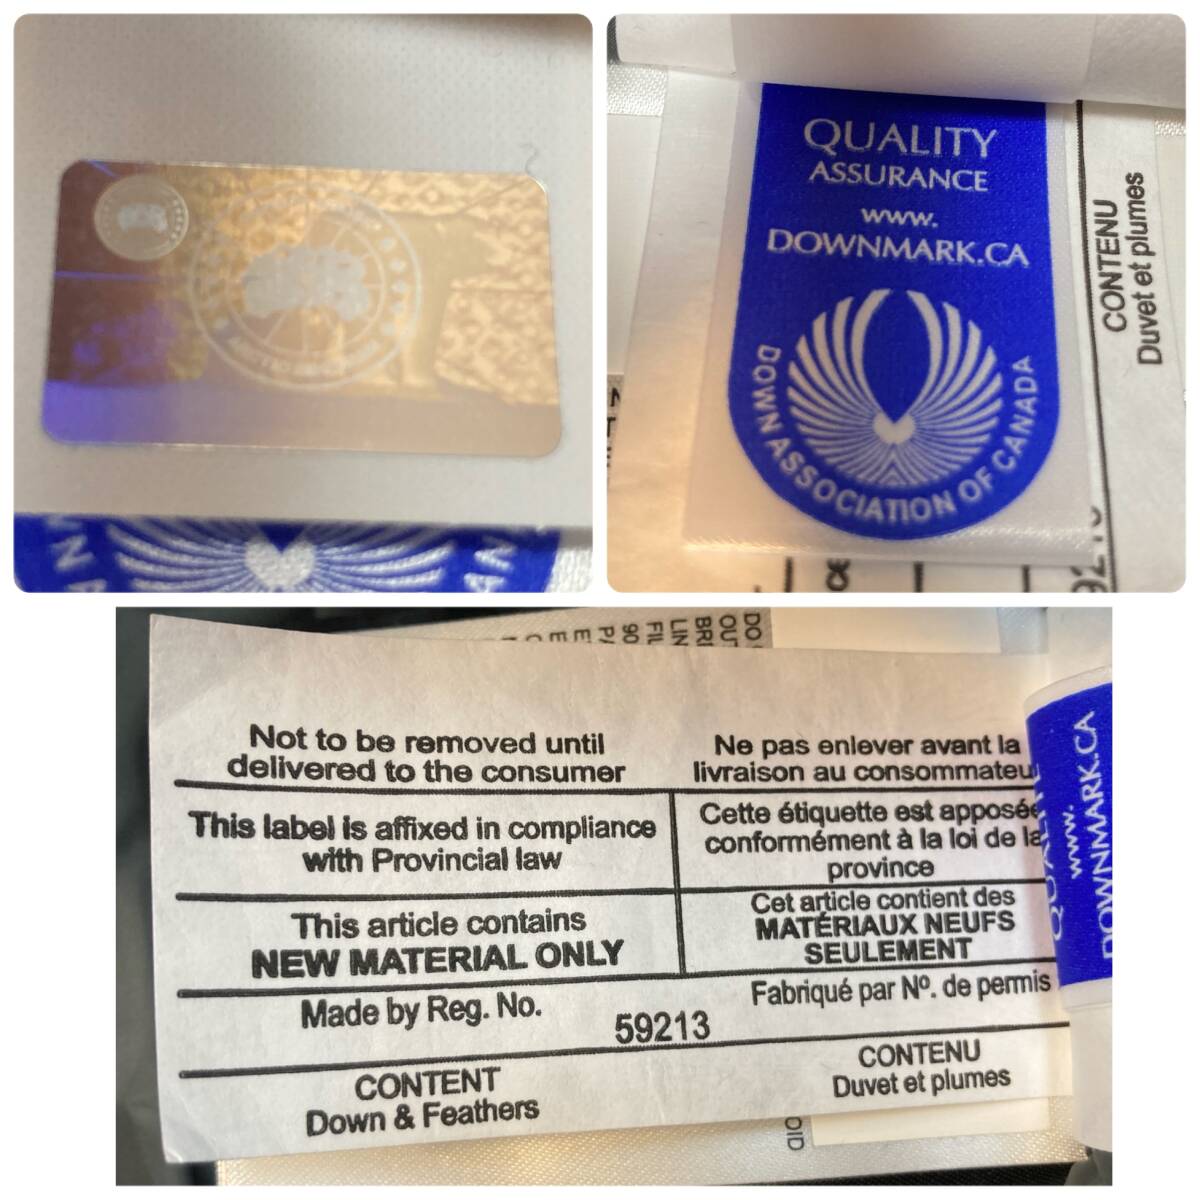 QUALITY
ASSURANCE
www.
DOWNMARK.CA
DOWN ASSOCIATION OF CANADA
CONTENU
Duvet et plumes
Not to be removed until
delivered to the consumer
Ne pas enlever avant la
livraison au consommateu
This label is affixed in compliance
with Provincial law
Cette étiquette est apposée
conformément à la loi de la
province
This article contains
NEW MATERIAL ONLY
Cet article contient des
MATÉRIAUX NEUFS
SEULEMENT
Made by Reg. No.
59213
Fabriqué par Nº. de permis
CONTENT
Down & Feathers
CONTENU
Duvet et plumes
www.
DOWNMARK.CA